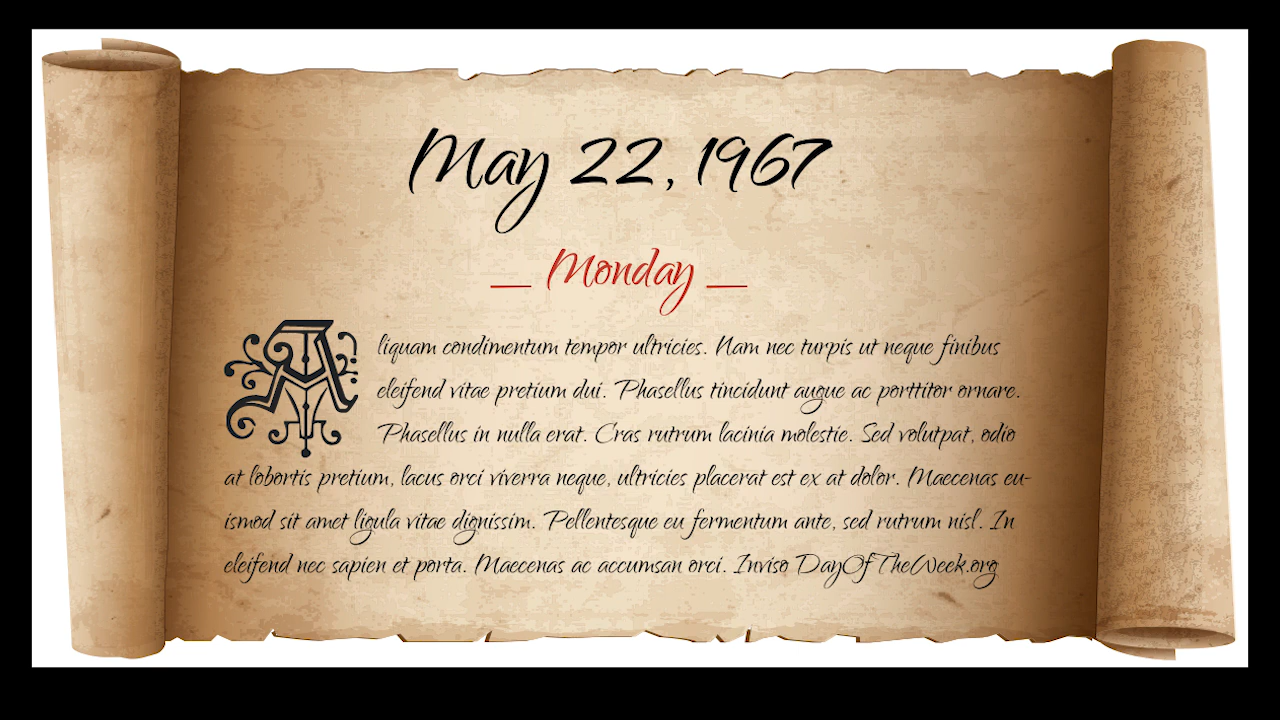 May 22, 1967
_ Monday _
Aliquam condimentum tempor ultricies. Nam nec turpis ut neque finibus
eleifend vitae pretium dui. Phasellus tincidunt augue ac porttitor ornare.
Phasellus in nulla erat. Cras rutrum lacinia molestie. Sed volutpat, odio
at lobortis pretium, lacus orci viverra neque, ultricies placerat est ex at dolor. Maecenas eu-
ismod sit amet ligula vitae dignissim. Pellentesque eu fermentum ante, sed rutrum nisl. In
eleifend nec sapien et porta. Maecenas ac accumsan orci. Inviso DayOfTheWeek.org